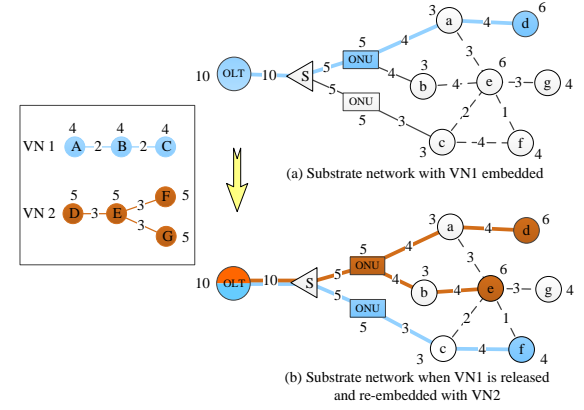 3
6
a
4
d
5
4
10
OLT
10
S
5
ONU
3
6
3
4
b
4
e
3
g
4
5
ONU
2
1
5
3
c
4
f
3
4
(a) Substrate network with VN1 embedded
4 4 4
VN 1 A 2 B 2 C
5 5 F 5
VN 2 D 3 E 3
3 G
5
3
6
a
4
d
5
4
10
OLT
10
S
5
ONU
3
6
3
4
b
4
e
3
g
4
5
ONU
2
1
5
3
c
4
f
3
4
(b) Substrate network when VN1 is released
and re-embedded with VN2